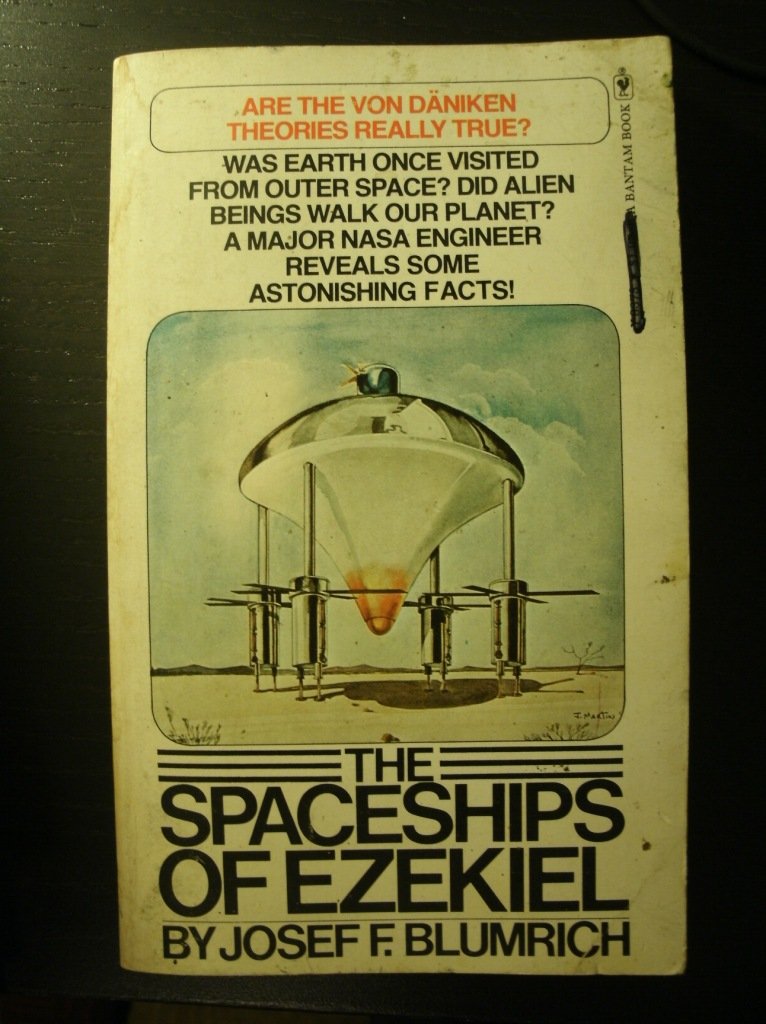 ARE THE VON DÄNIKEN
THEORIES REALLY TRUE?
A BANTAM BOOK
WAS EARTH ONCE VISITED
FROM OUTER SPACE? DID ALIEN
BEINGS WALK OUR PLANET?
A MAJOR NASA ENGINEER
REVEALS SOME
ASTONISHING FACTS!
J. MARTIN
THE
SPACESHIPS
OF EZEKIEL
BY JOSEF F. BLUMRICH